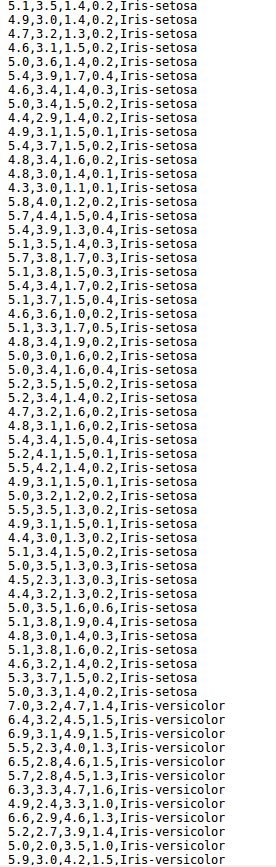 5.1,3.5,1.4,0.2,Iris-setosa
4.9,3.0,1.4,0.2,Iris-setosa
4.7,3.2,1.3,0.2,Iris-setosa
4.6,3.1,1.5,0.2,Iris-setosa
5.0,3.6,1.4,0.2,Iris-setosa
5.4,3.9,1.7,0.4,Iris-setosa
4.6,3.4,1.4,0.3,Iris-setosa
5.0,3.4,1.5,0.2,Iris-setosa
4.4,2.9,1.4,0.2,Iris-setosa
4.9,3.1,1.5,0.1,Iris-setosa
5.4,3.7,1.5,0.2,Iris-setosa
4.8,3.4,1.6,0.2,Iris-setosa
4.8,3.0,1.4,0.1,Iris-setosa
4.3,3.0,1.1,0.1,Iris-setosa
5.8,4.0,1.2,0.2,Iris-setosa
5.7,4.4,1.5,0.4,Iris-setosa
5.4,3.9,1.3,0.4,Iris-setosa
5.1,3.5,1.4,0.3,Iris-setosa
5.7,3.8,1.7,0.3,Iris-setosa
5.1,3.8,1.5,0.3,Iris-setosa
5.4,3.4,1.7,0.2,Iris-setosa
5.1,3.7,1.5,0.4,Iris-setosa
4.6,3.6,1.0,0.2,Iris-setosa
5.1,3.3,1.7,0.5,Iris-setosa
4.8,3.4,1.9,0.2,Iris-setosa
5.0,3.0,1.6,0.2,Iris-setosa
5.0,3.4,1.6,0.4,Iris-setosa
5.2,3.5,1.5,0.2,Iris-setosa
5.2,3.4,1.4,0.2,Iris-setosa
4.7,3.2,1.6,0.2,Iris-setosa
4.8,3.1,1.6,0.2,Iris-setosa
5.4,3.4,1.5,0.4,Iris-setosa
5.2,4.1,1.5,0.1,Iris-setosa
5.5,4.2,1.4,0.2,Iris-setosa
4.9,3.1,1.5,0.1,Iris-setosa
5.0,3.2,1.2,0.2,Iris-setosa
5.5,3.5,1.3,0.2,Iris-setosa
4.9,3.1,1.5,0.1,Iris-setosa
4.4,3.0,1.3,0.2,Iris-setosa
5.1,3.4,1.5,0.2,Iris-setosa
5.0,3.5,1.3,0.3,Iris-setosa
4.5,2.3,1.3,0.3,Iris-setosa
4.4,3.2,1.3,0.2,Iris-setosa
5.0,3.5,1.6,0.6,Iris-setosa
5.1,3.8,1.9,0.4,Iris-setosa
4.8,3.0,1.4,0.3,Iris-setosa
5.1,3.8,1.6,0.2,Iris-setosa
4.6,3.2,1.4,0.2,Iris-setosa
5.3,3.7,1.5,0.2,Iris-setosa
5.0,3.3,1.4,0.2,Iris-setosa
7.0,3.2,4.7,1.4,Iris-versicolor
6.4,3.2,4.5,1.5,Iris-versicolor
6.9,3.1,4.9,1.5,Iris-versicolor
5.5,2.3,4.0,1.3,Iris-versicolor
6.5,2.8,4.6,1.5,Iris-versicolor
5.7,2.8,4.5,1.3,Iris-versicolor
6.3,3.3,4.7,1.6,Iris-versicolor
4.9,2.4,3.3,1.0,Iris-versicolor
6.6,2.9,4.6,1.3,Iris-versicolor
5.2,2.7,3.9,1.4,Iris-versicolor
5.0,2.0,3.5,1.0,Iris-versicolor
5.9,3.0,4.2,1.5,Iris-versicolor